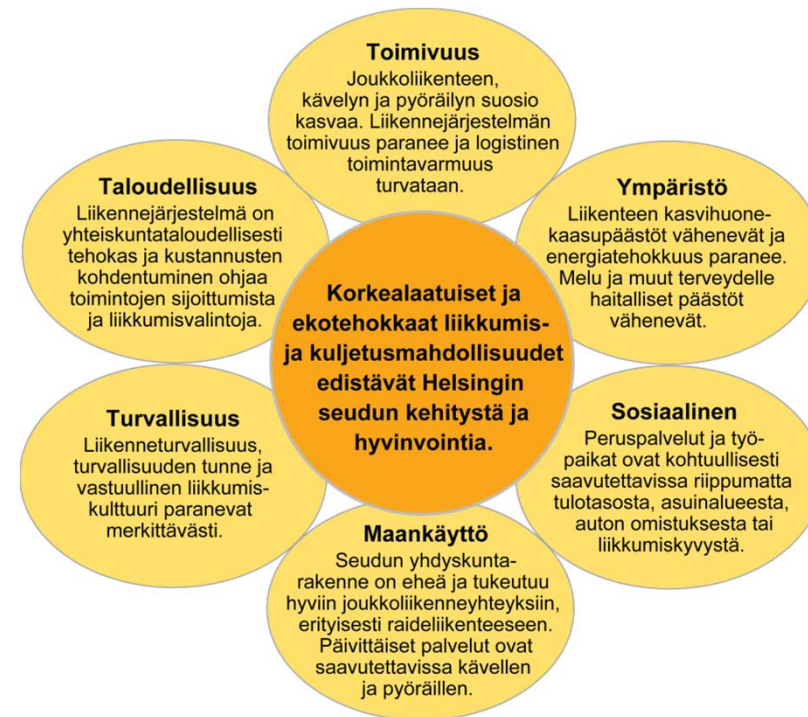 Toimivuus
Joukkoliikenteen,
kävelyn ja pyöräilyn suosio
kasvaa. Liikennejärjestelmän
toimivuus paranee ja logistinen
toimintavarmuus
turvataan.
Ympäristö
Liikenteen kasvihuone-
kaasupäästöt vähenevät ja
energiatehokkuus paranee.
Melu ja muut terveydelle
haitalliset päästöt
vähenevät.
Sosiaalinen
Peruspalvelut ja työ-
paikat ovat kohtuullisesti
saavutettavissa riippumatta
tulotasosta, asuinalueesta,
auton omistuksesta tai
liikkumiskyvystä.
Maankäyttö
Seudun yhdyskunta-
rakenne on eheä ja tukeutuu
hyviin joukkoliikenneyhteyksiin,
erityisesti raideliikenteeseen.
Päivittäiset palvelut ovat
saavutettavissa kävellen
ja pyöräillen.
Turvallisuus
Liikenneturvallisuus,
turvallisuuden tunne ja
vastuullinen liikkumis-
kulttuuri paranevat
merkittävästi.
Taloudellisuus
Liikennejärjestelmä on
yhteiskuntataloudellisesti
tehokas ja kustannusten
kohdentuminen ohjaa
toimintojen sijoittumista
ja liikkumisvalintoja.
Korkealaatuiset ja
ekotehokkaat liikkumis-
ja kuljetusmahdollisuudet
edistävät Helsingin
seudun kehitystä ja
hyvinvointia.